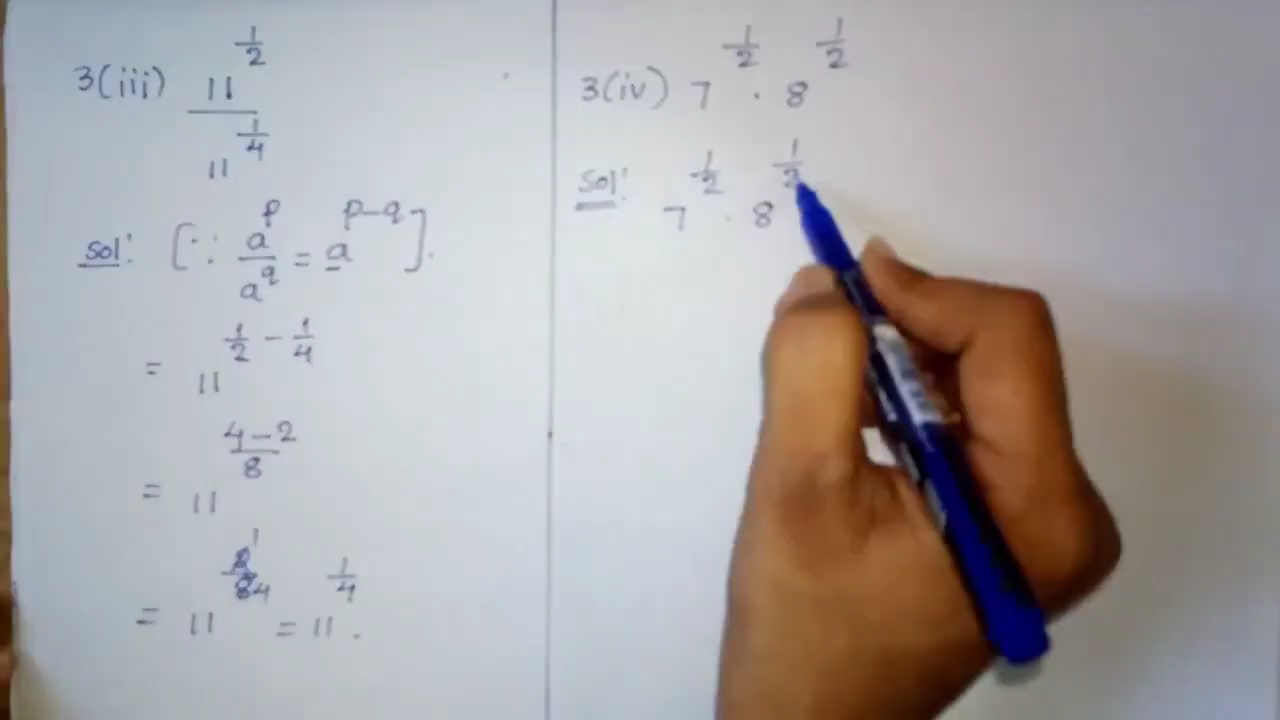 3(iii) 11^(1/2) / 11^(1/4)
Sol: [∵ a^p / a^q = a^(p-q)].
= 11^(1/2 - 1/4)
= 11^((4-2)/8)
= 11^(2/8) 1 4 = 11^(1/4).
3(iv) 7^(1/2) . 8^(1/2)
Sol: 7^(1/2) . 8^(1/2)